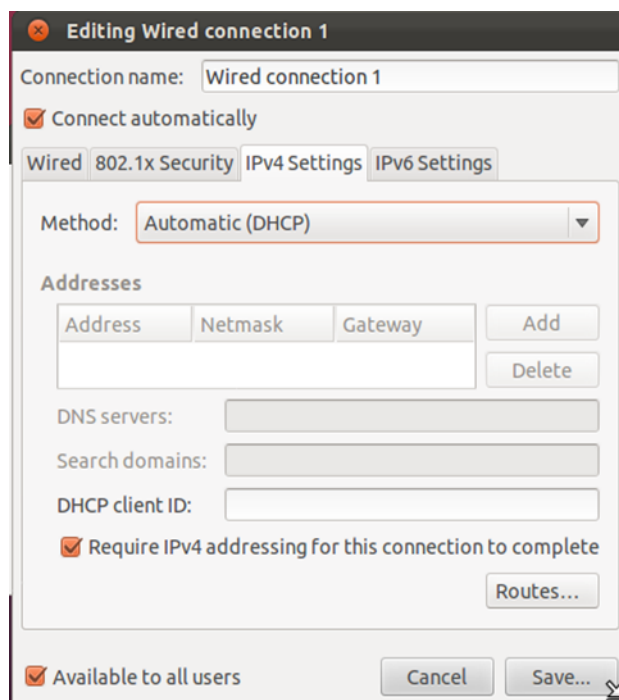 Editing Wired connection 1
Connection name: Wired connection 1
Connect automatically
Wired 802.1x Security IPv4 Settings IPv6 Settings
Method: Automatic (DHCP)
Addresses
Address Netmask Gateway Add
Delete
DNS servers:
Search domains:
DHCP client ID:
Require IPv4 addressing for this connection to complete
Routes...
Available to all users Cancel Save...